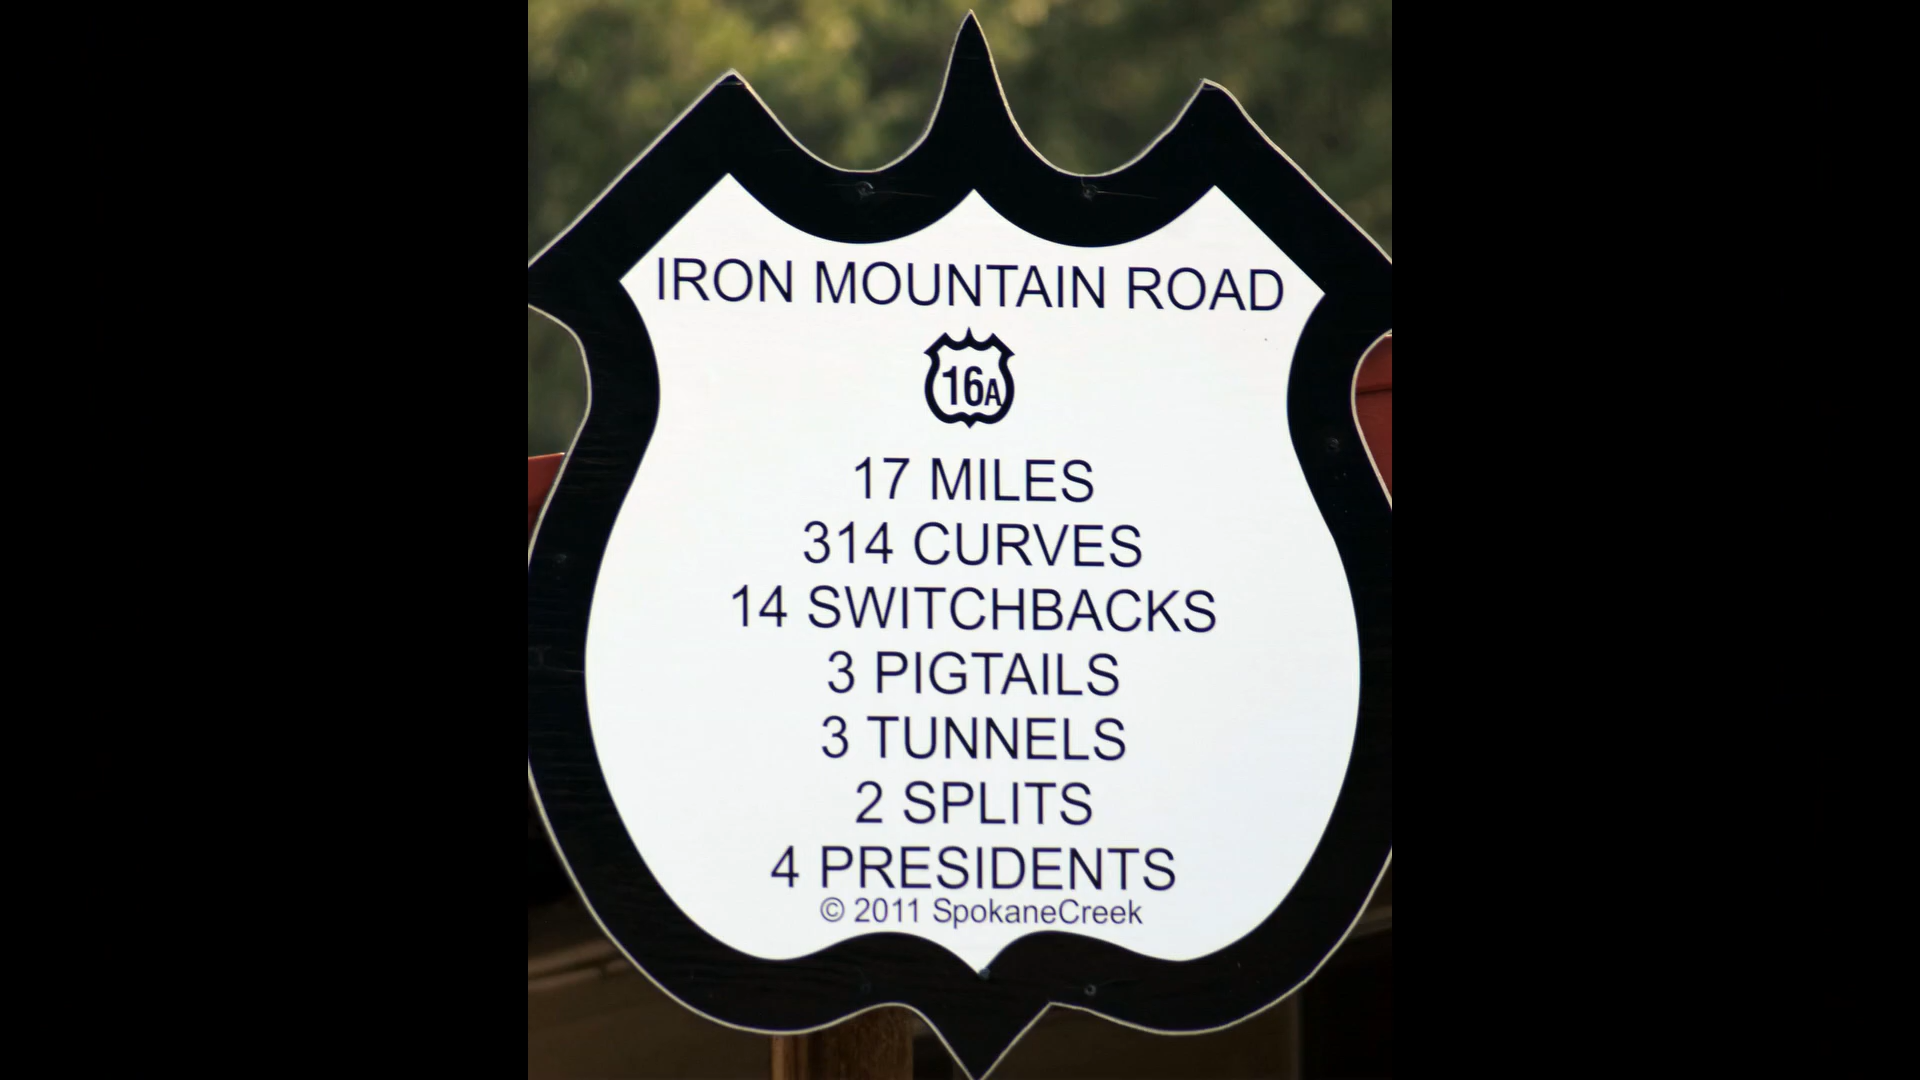 IRON MOUNTAIN ROAD
16A
17 MILES
314 CURVES
14 SWITCHBACKS
3 PIGTAILS
3 TUNNELS
2 SPLITS
4 PRESIDENTS
© 2011 SpokaneCreek